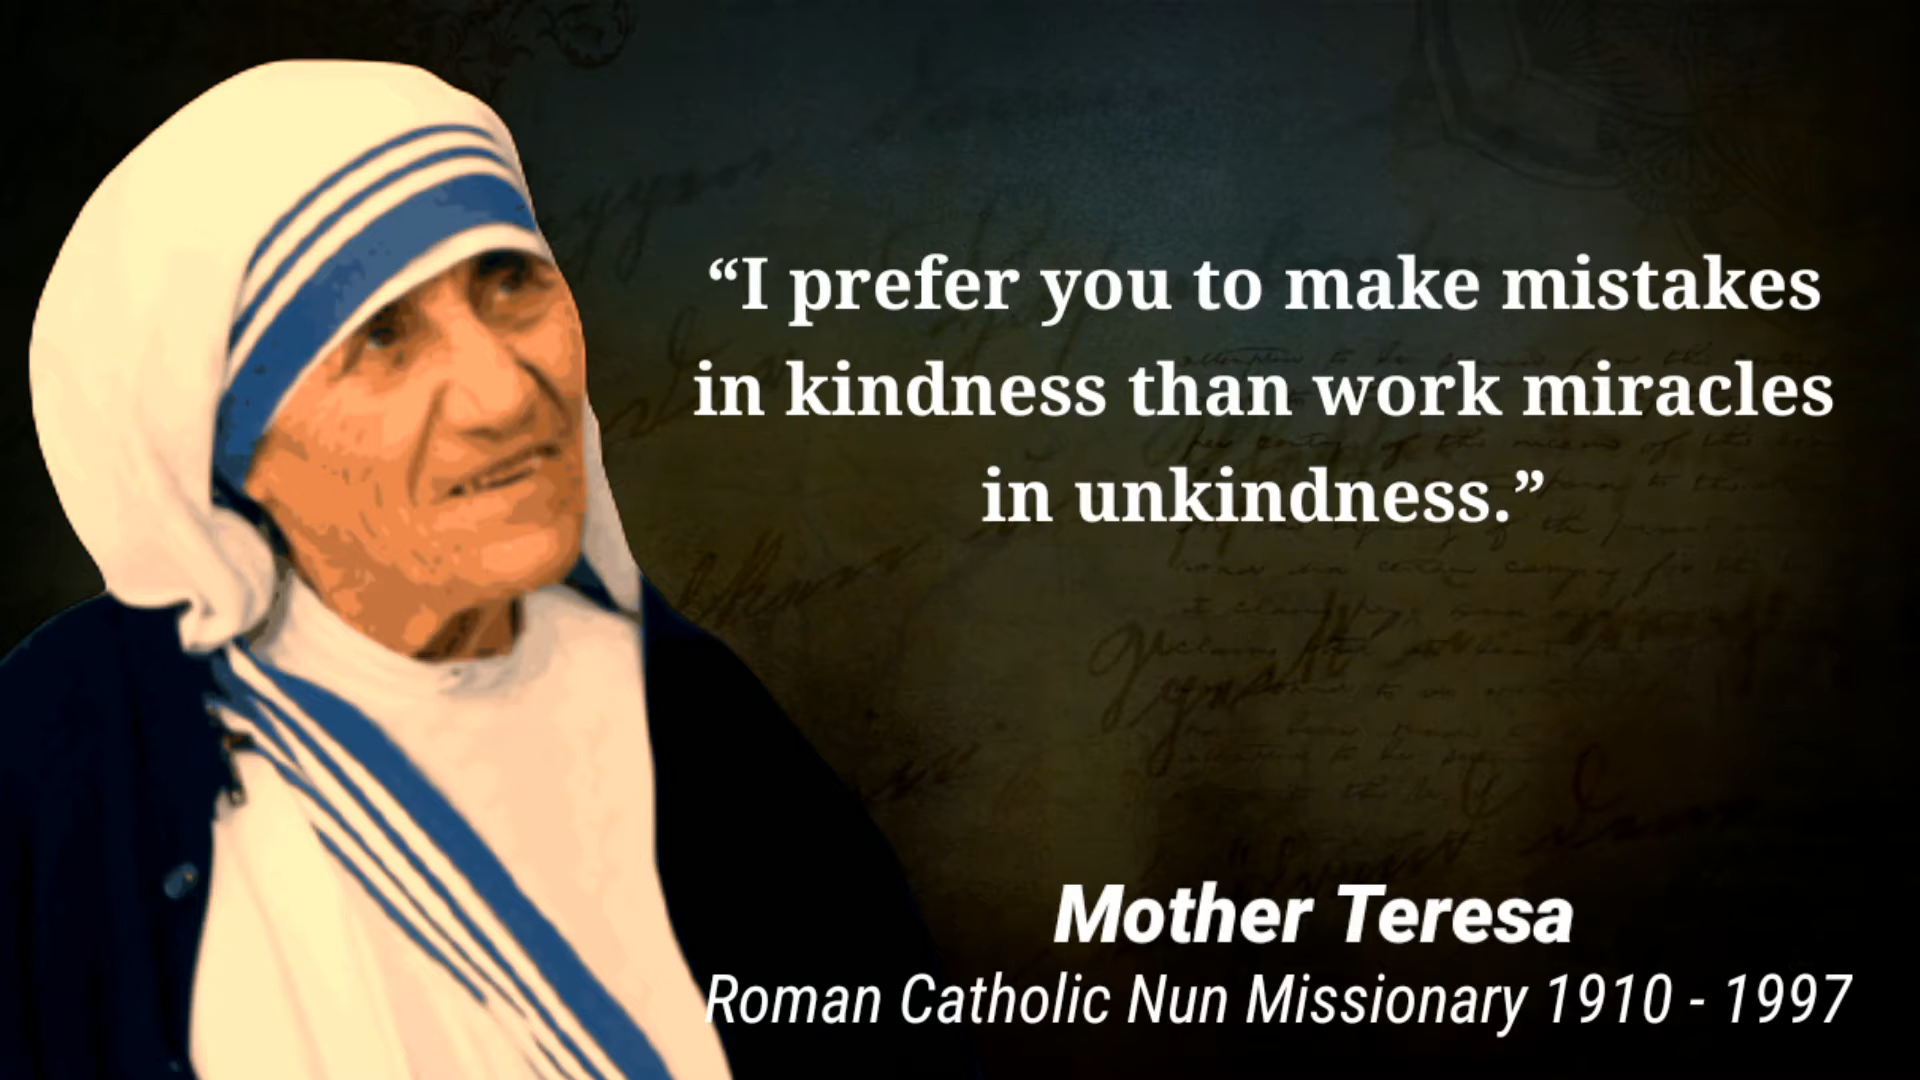 “I prefer you to make mistakes
in kindness than work miracles
in unkindness.”
Mother Teresa
Roman Catholic Nun Missionary 1910 - 1997